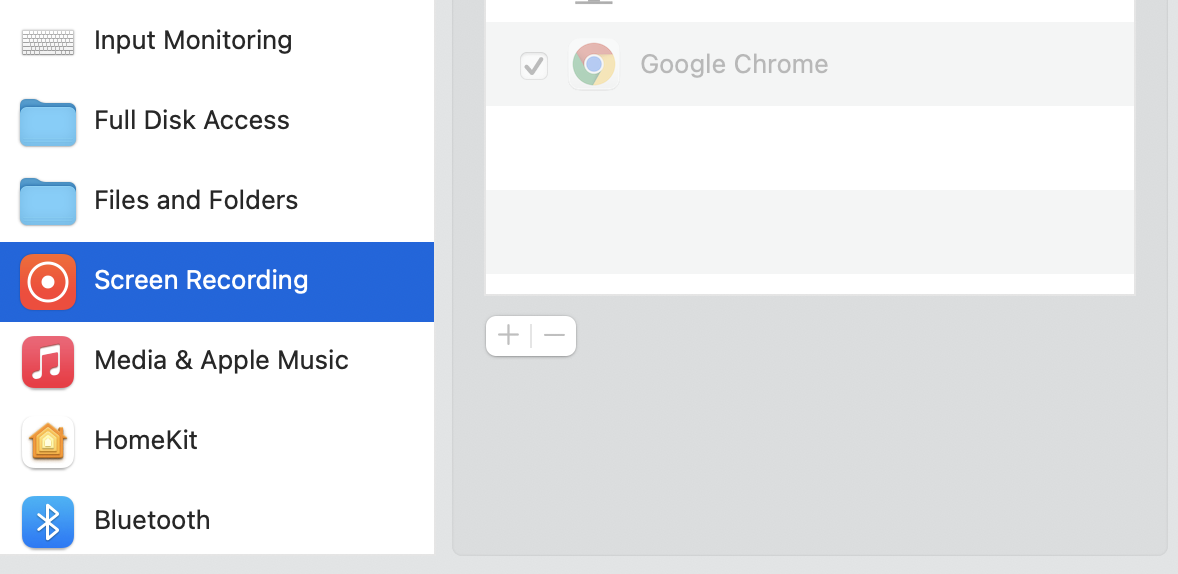 Input Monitoring
Full Disk Access
Files and Folders
Screen Recording
Media & Apple Music
HomeKit
Bluetooth
Google Chrome